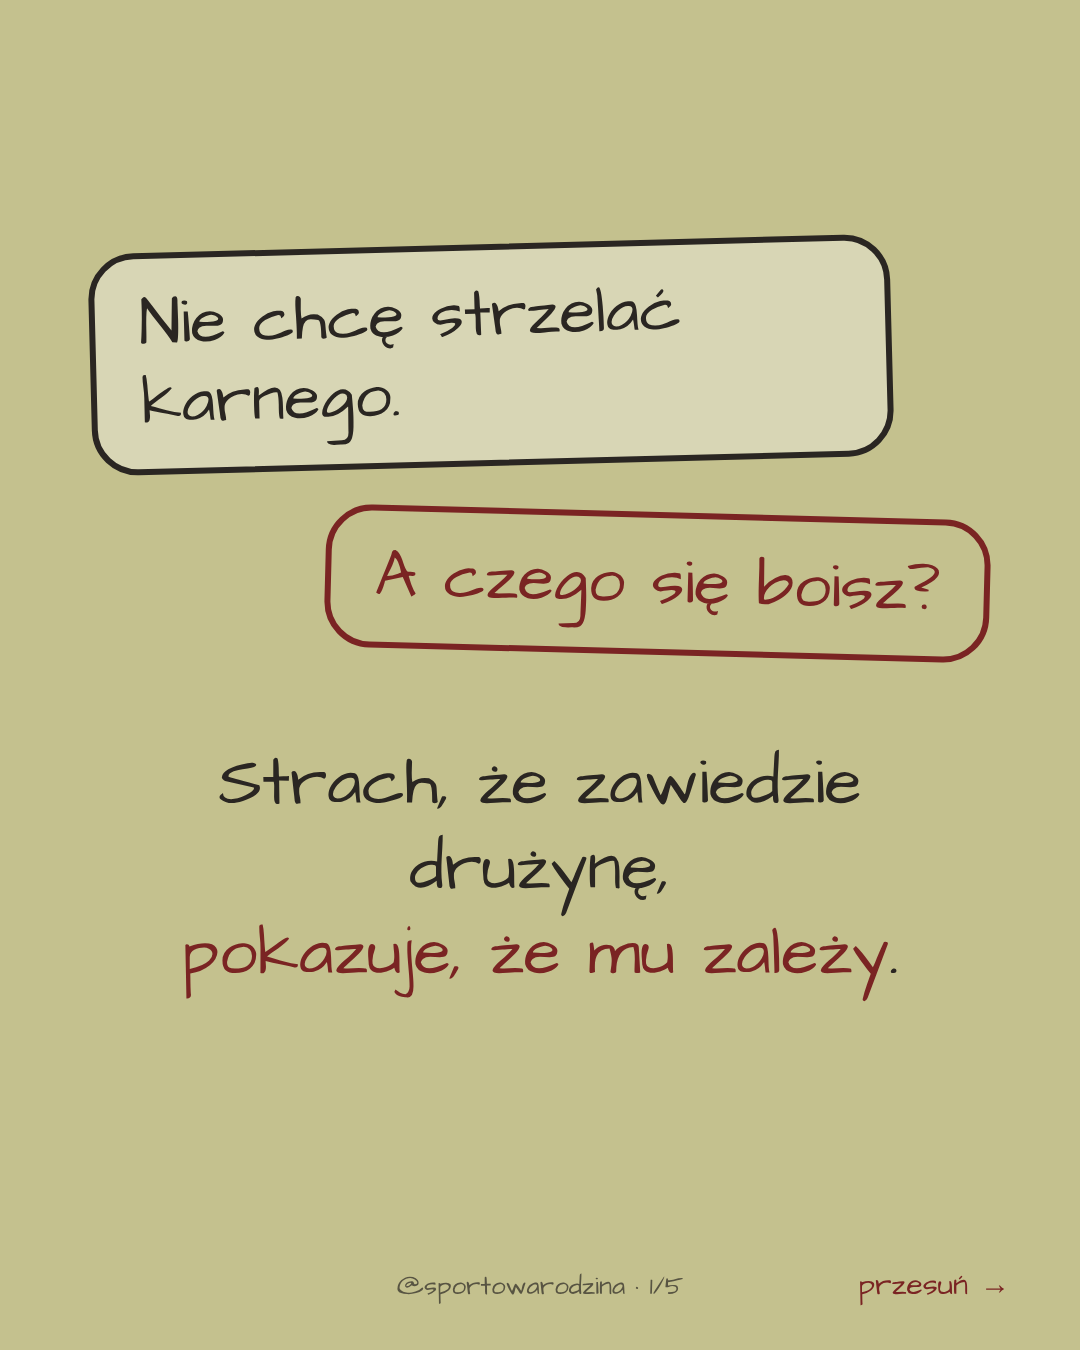 Nie chcę strzelać
karnego.
A czego się boisz?
Strach, że zawiedzie
drużynę,
pokazuje, że mu zależy.
@sportowarodzina · 1/5
przesuń →